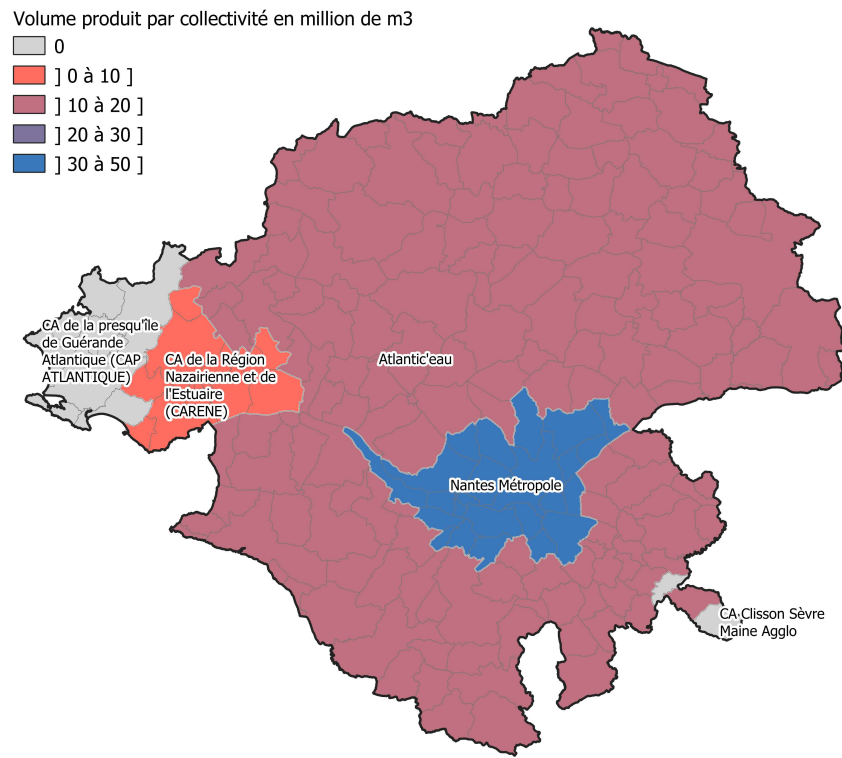 Volume produit par collectivité en million de m3
0
] 0 à 10 ]
] 10 à 20 ]
] 20 à 30 ]
] 30 à 50 ]
CA de la presqu'île
de Guérande
Atlantique (CAP
ATLANTIQUE)
CA de la Région
Nazairienne et de
l'Estuaire
(CARENE)
Atlantic'eau
Nantes Métropole
CA Clisson Sèvre
Maine Agglo